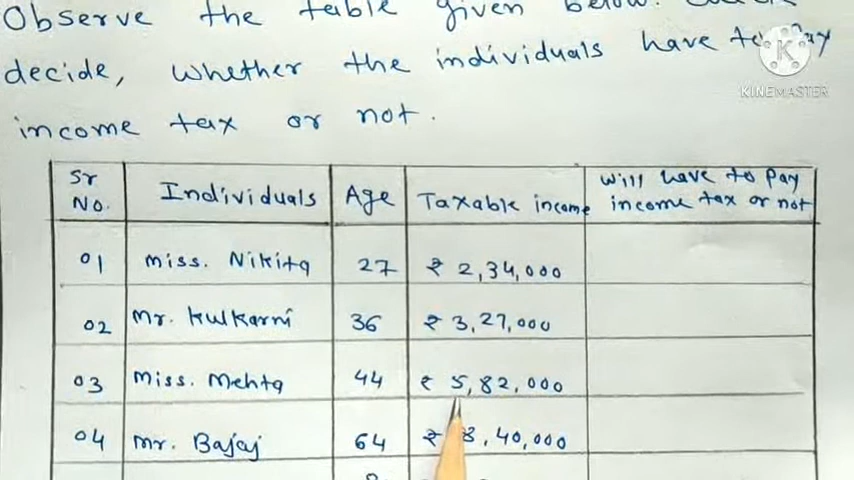 Observe the table given below.
decide, whether the individuals have to Pay
KINEMASTER
income tax or not.
Sr No. Individuals Age Taxable income Will have to Pay income tax or not
01 Miss. Nikita 27 ₹ 2,34,000
02 Mr. Kulkarni 36 ₹ 3,27,000
03 Miss. Mehta 44 ₹ 5,82,000
04 Mr. Bajaj 64 ₹ 8,40,000